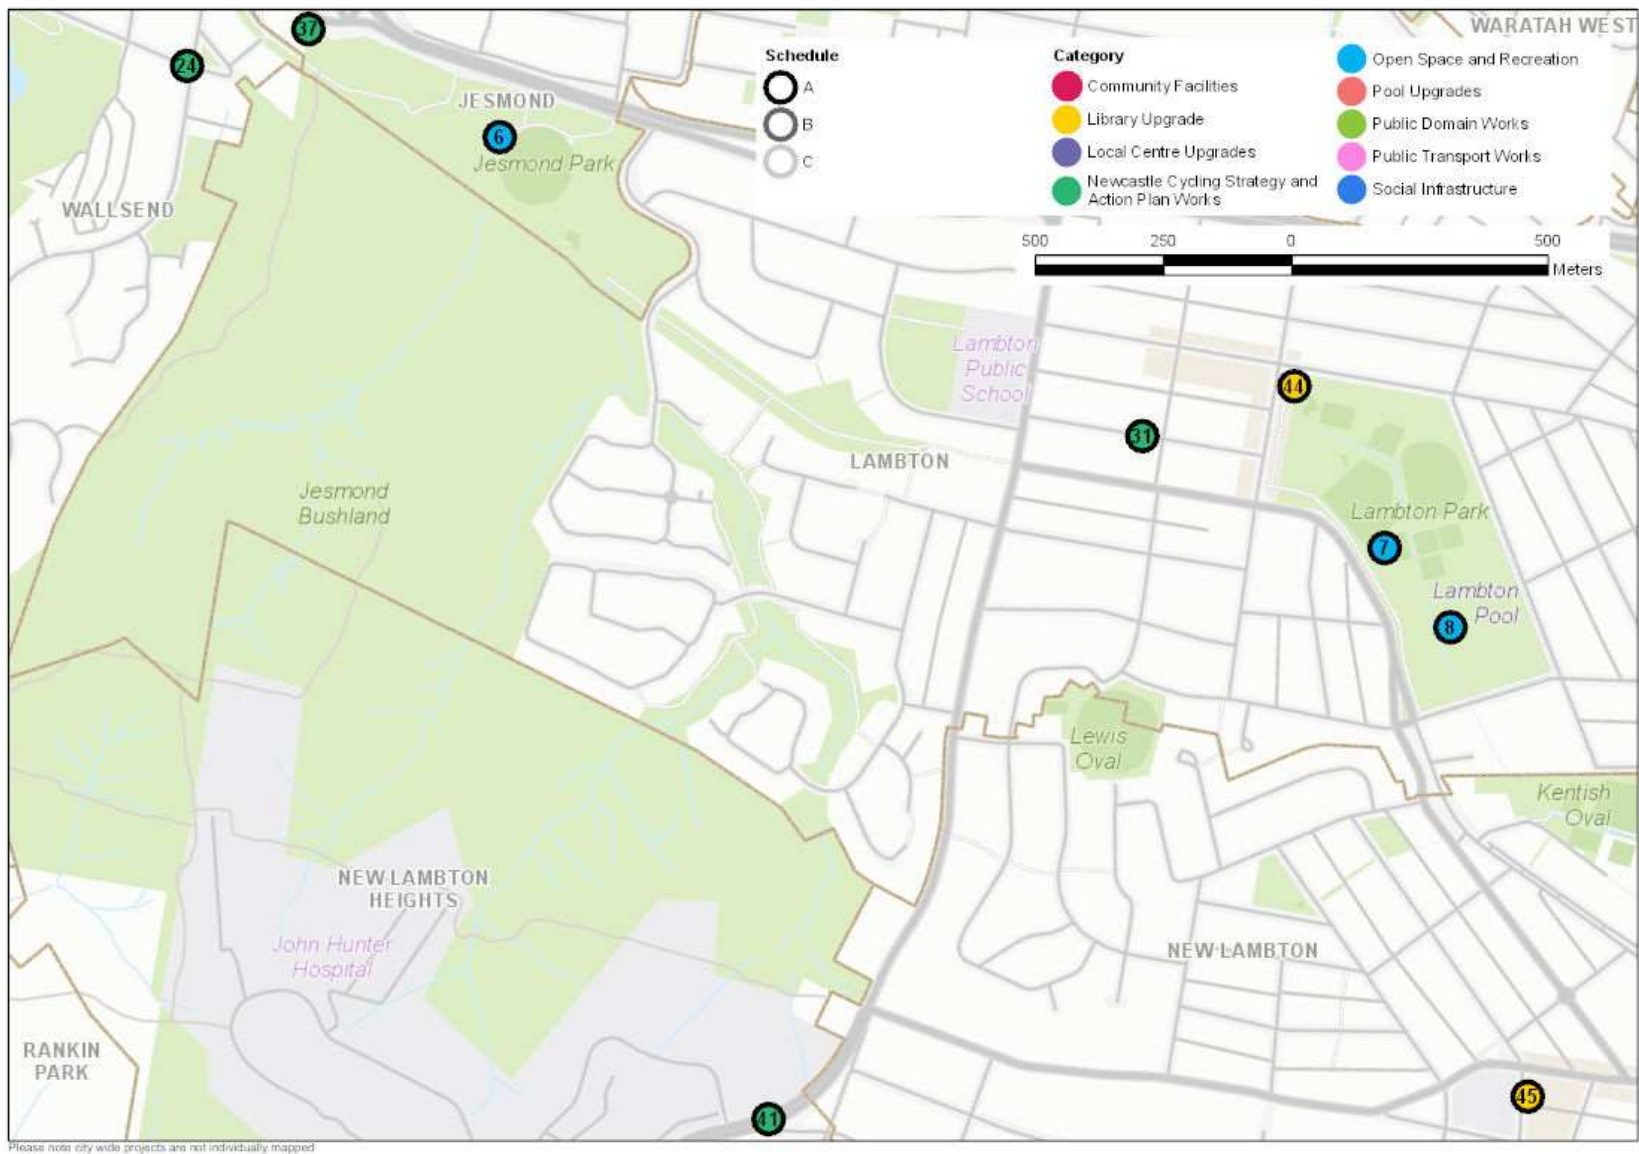 WARATAH WEST
37
24
Schedule
A
B
C
Category
Community Facilities
Library Upgrade
Local Centre Upgrades
Newcastle Cycling Strategy and
Action Plan Works
Open Space and Recreation
Pool Upgrades
Public Domain Works
Public Transport Works
Social Infrastructure
JESMOND
6
Jesmond Park
WALLSEND
500 250 0 500
Meters
Lambton
Public
School
44
31
LAMBTON
Jesmond
Bushland
Lambton Park
7
Lambton
Pool
8
Lewis
Oval
Kentish
Oval
NEW LAMBTON
HEIGHTS
John Hunter
Hospital
NEW LAMBTON
RANKIN
PARK
41
45
Please note city wide projects are not individually mapped